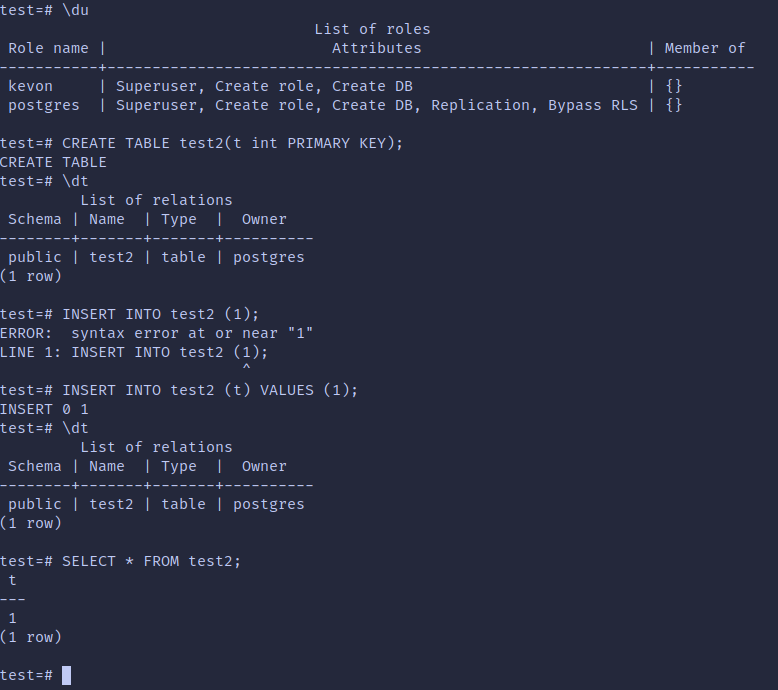 test=# \du
                                   List of roles
 Role name |                         Attributes                         | Member of
-----------+------------------------------------------------------------+-----------
 kevon     | Superuser, Create role, Create DB                          | {}
 postgres  | Superuser, Create role, Create DB, Replication, Bypass RLS | {}

test=# CREATE TABLE test2(t int PRIMARY KEY);
CREATE TABLE
test=# \dt
         List of relations
 Schema | Name  | Type  |  Owner
--------+-------+-------+----------
 public | test2 | table | postgres
(1 row)

test=# INSERT INTO test2 (1);
ERROR:  syntax error at or near "1"
LINE 1: INSERT INTO test2 (1);
                           ^
test=# INSERT INTO test2 (t) VALUES (1);
INSERT 0 1
test=# \dt
         List of relations
 Schema | Name  | Type  |  Owner
--------+-------+-------+----------
 public | test2 | table | postgres
(1 row)

test=# SELECT * FROM test2;
 t
---
 1
(1 row)

test=#